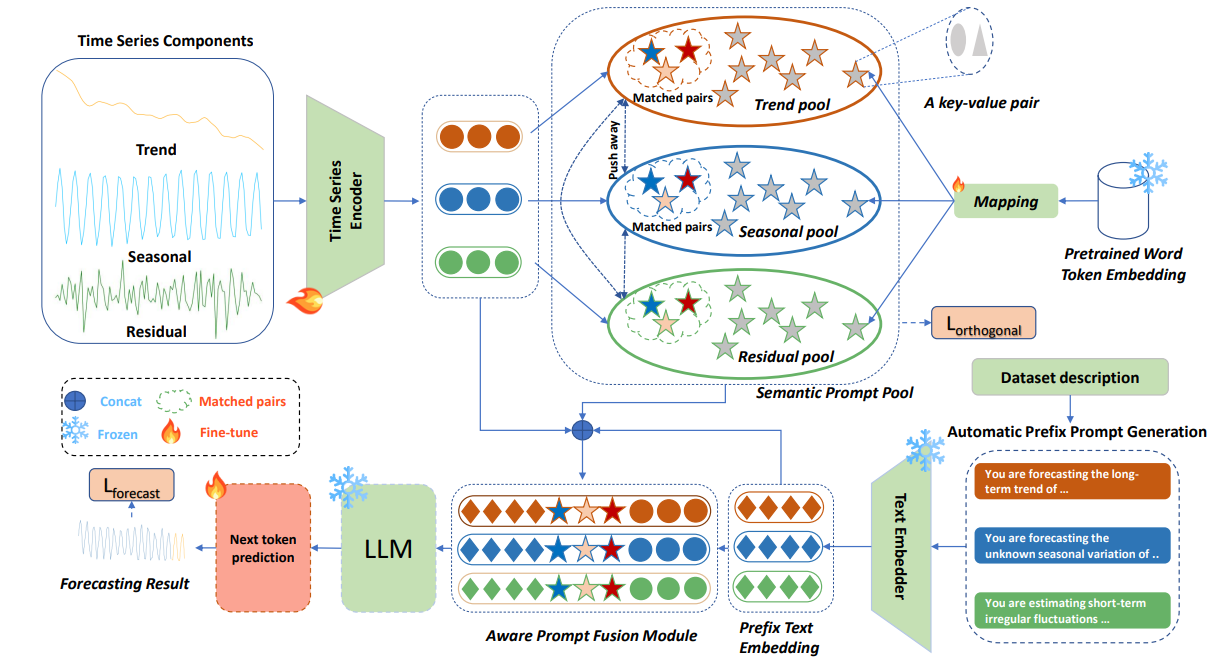 Time Series Components
Trend
Seasonal
Residual
Time Series
Encoder
Matched pairs
Trend pool
Push away
Matched pairs
Seasonal pool
Residual pool
Semantic Prompt Pool
A key-value pair
Mapping
Pretrained Word
Token Embedding
Lorthogonal
Dataset description
Automatic Prefix Prompt Generation
You are forecasting the long-
term trend of ...
You are forecasting the
unknown seasonal variation of ..
You are estimating short-term
irregular fluctuations ...
Text Embedder
Prefix Text
Embedding
Aware Prompt Fusion Module
LLM
Next token
prediction
Lforecast
Forecasting Result
Concat
Matched pairs
Frozen
Fine-tune